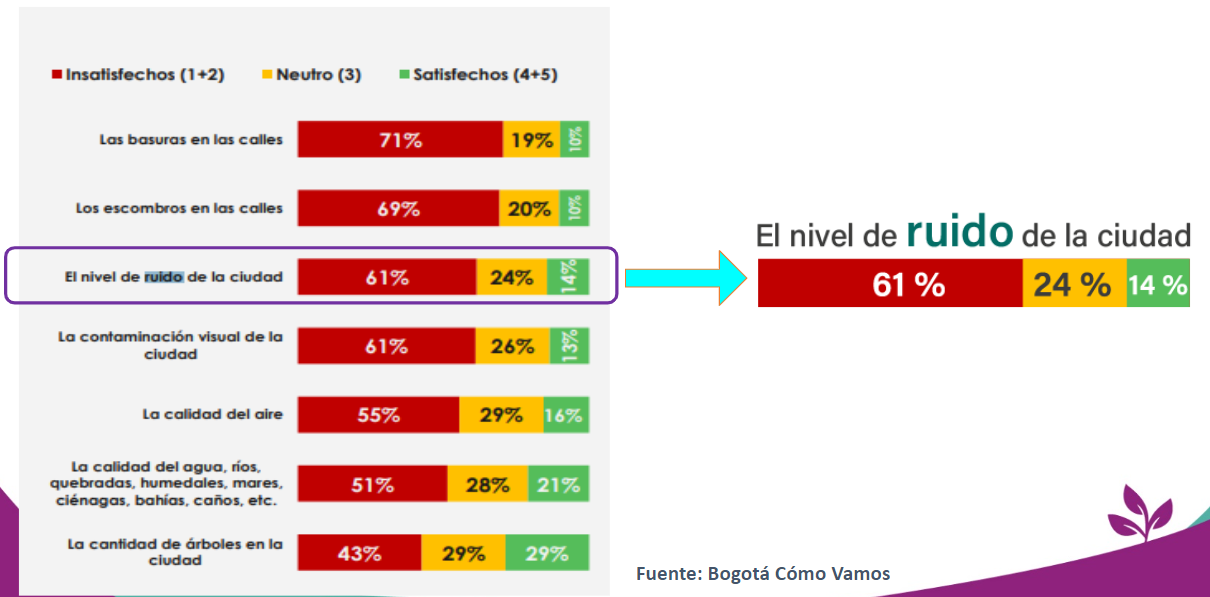 Insatisfechos (1+2) Neutro (3) Satisfechos (4+5)
Las basuras en las calles 71% 19% 10%
Los escombros en las calles 69% 20% 10%
El nivel de ruido de la ciudad 61% 24% 14%
La contaminación visual de la
ciudad 61% 26% 13%
La calidad del aire 55% 29% 16%
La calidad del agua, ríos,
quebradas, humedales, mares,
ciénagas, bahías, caños, etc. 51% 28% 21%
La cantidad de árboles en la
ciudad 43% 29% 29%
El nivel de ruido de la ciudad
61 % 24 % 14 %
Fuente: Bogotá Cómo Vamos